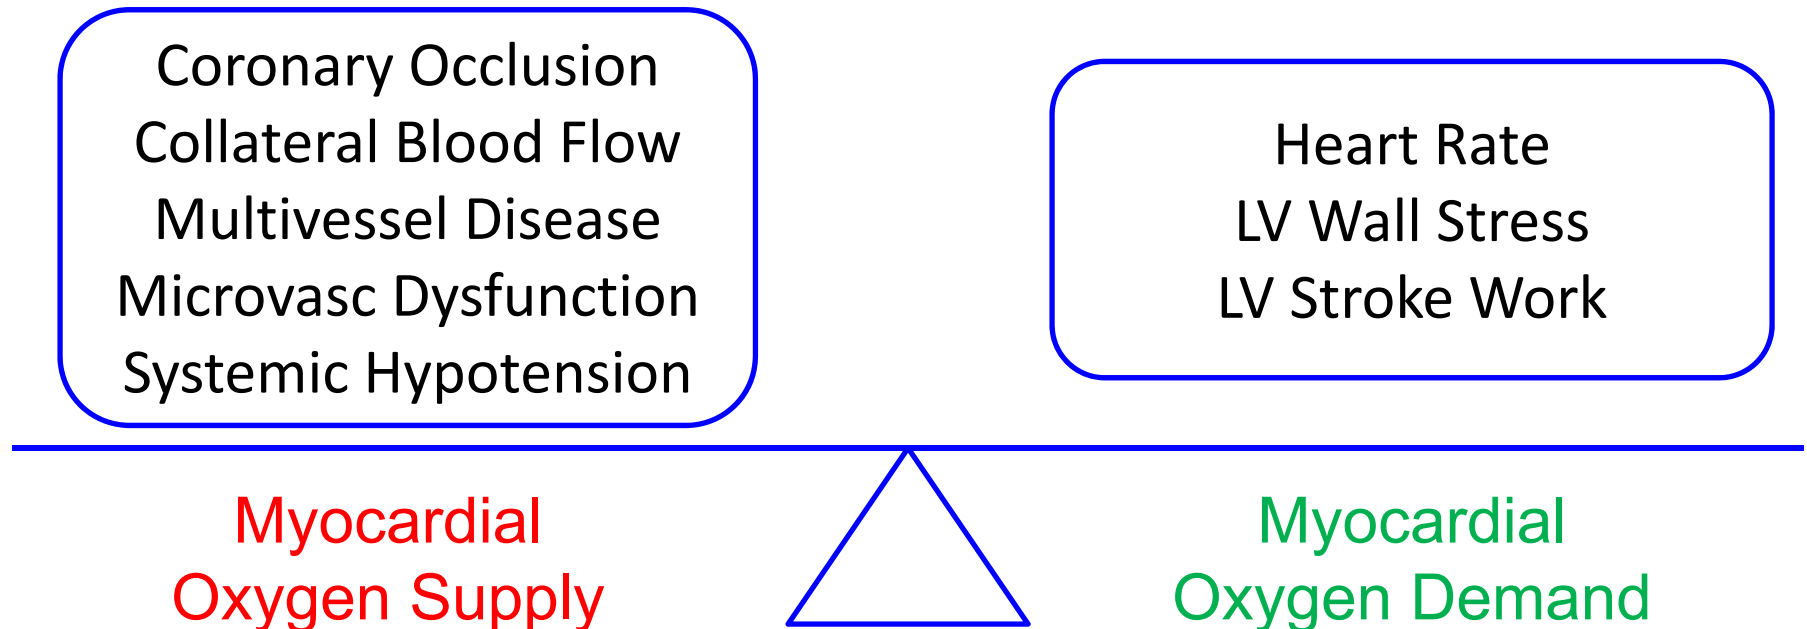 Coronary Occlusion
Collateral Blood Flow
Multivessel Disease
Microvasc Dysfunction
Systemic Hypotension
Heart Rate
LV Wall Stress
LV Stroke Work
Myocardial
Oxygen Supply
Myocardial
Oxygen Demand